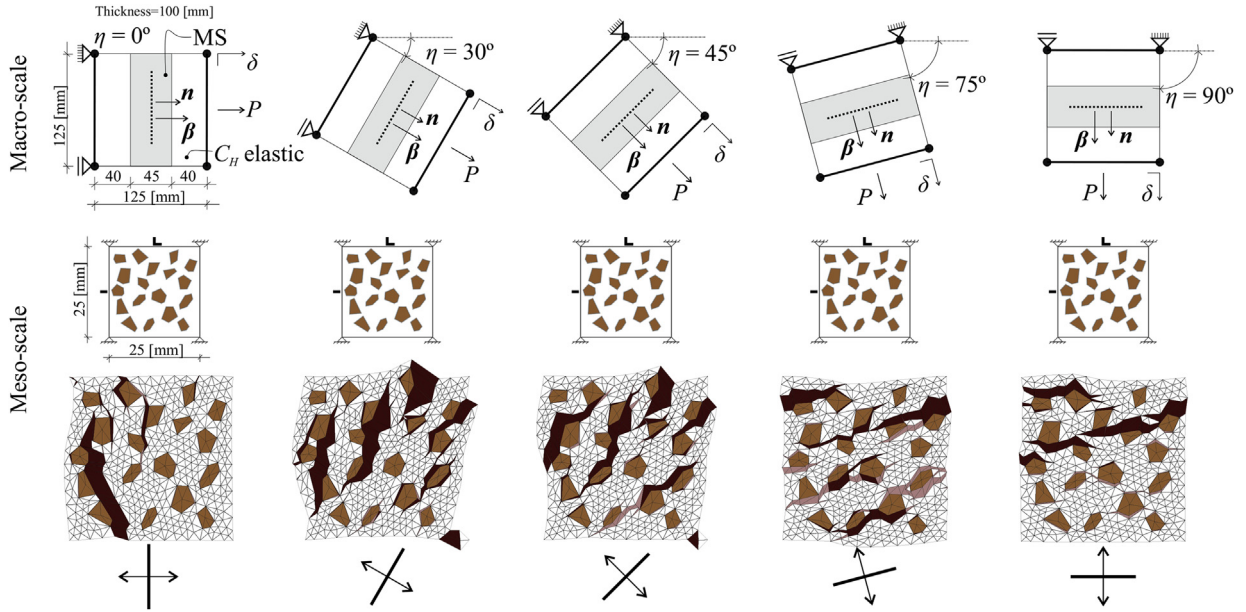 Macro-scale
Thickness=100 [mm]
η = 0º
MS
δ
125 [mm]
n
P
β
C_H elastic
40 45 40
125 [mm]
η = 30º
n
β
δ
P
η = 45º
n
β
δ
P
η = 75º
β
n
P
δ
η = 90º
β
n
P
δ
Meso-scale
25 [mm]
25 [mm]